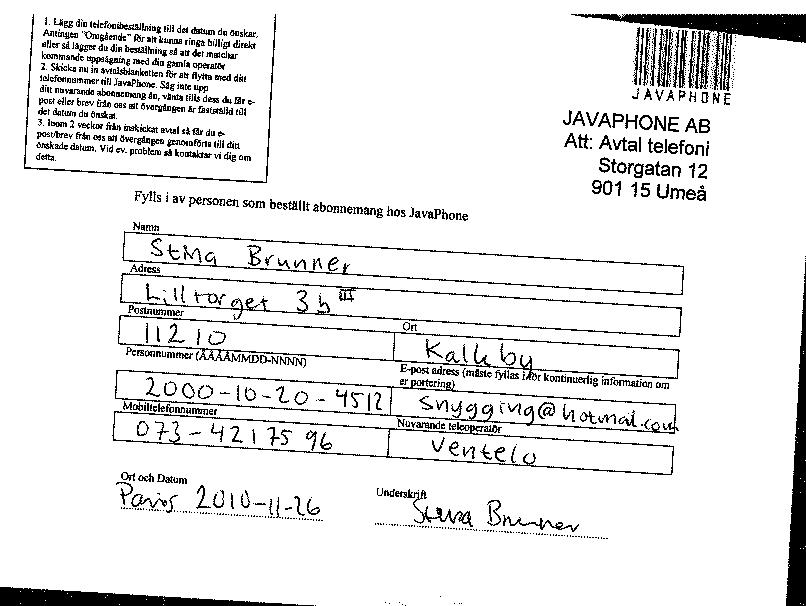 1. Lägg din telefonibeställning till det datum du önskar.
Antingen "Omgående" för att kunna ringa billigt direkt
eller så lägger du din beställning så att det matchar
kommande uppsägning med din gamla operatör
2. Skicka nu in avtalsblanketten för att flytta med ditt
telefonnummer till JavaPhone. Säg inte upp
ditt nuvarande abonnemang än, vänta tills dess du får e-
post eller brev från oss att övergången är fastställd till
det datum du önskat.
3. Inom 2 veckor från inskickat avtal så får du e-
post/brev från oss att övergången genomförts till ditt
önskade datum. Vid ev. problem så kontaktar vi dig om
detta.
JAVAPHONE
JAVAPHONE AB
Att: Avtal telefoni
Storgatan 12
901 15 Umeå
Fylls i av personen som beställt abonnemang hos JavaPhone
Namn
Stina Brunner
Adress
Lilltorget 3b III
Postnummer
11210
Ort
Kalkby
Personnummer (ÅÅÅÅMMDD-NNNN)
2000-10-20-4512
E-post adress (måste fyllas i för kontinuerlig information om
er portering)
snygging@hotmail.com
Mobiltelefonnummer
073-4217596
Nuvarande teleoperatör
Ventelo
Ort och Datum
Paris 2010-11-26
Underskrift
Stina Brunner